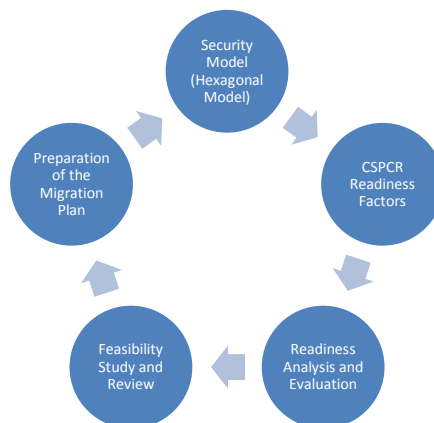 Security
Model
(Hexagonal
Model)
CSPCR
Readiness
Factors
Readiness
Analysis and
Evaluation
Feasibility
Study and
Review
Preparation
of the
Migration
Plan